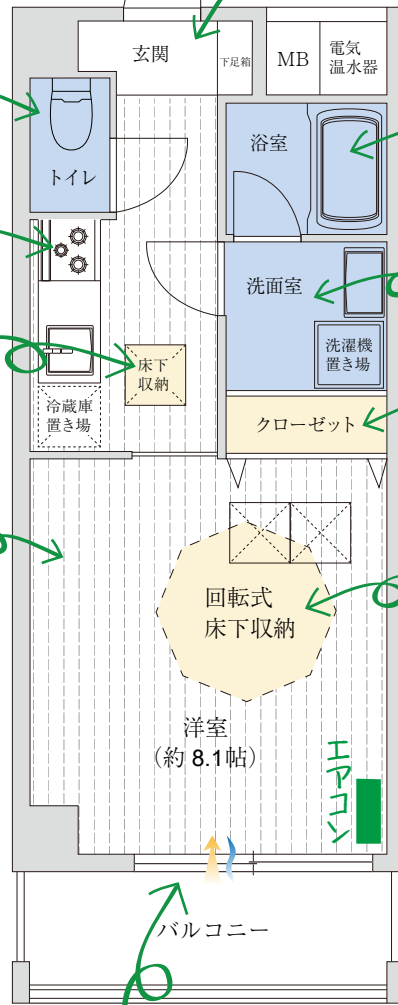 玄関
下足箱
MB
電気
温水器
トイレ
浴室
洗面室
洗濯機
置き場
床下
収納
冷蔵庫
置き場
クローゼット
回転式
床下収納
洋室
(約 8.1帖)
エアコン
バルコニー